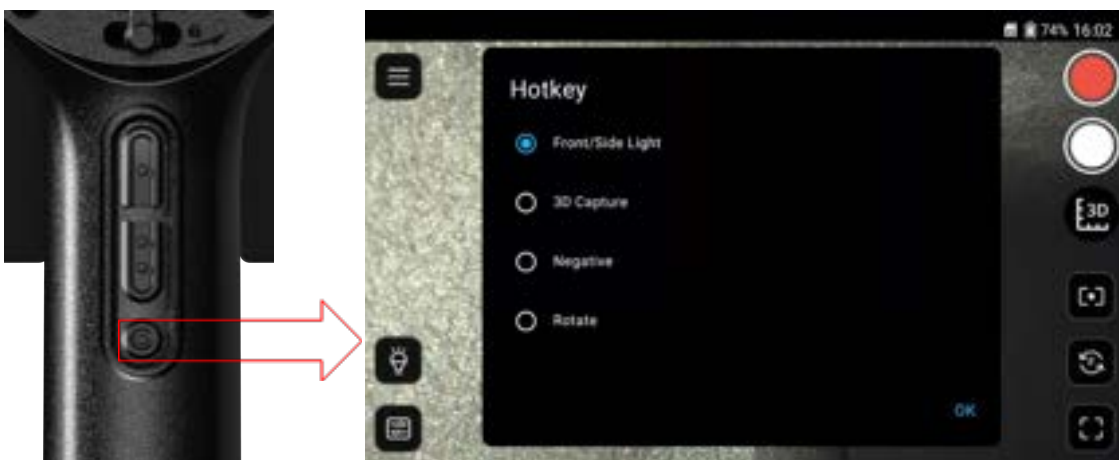 74% 16:02
Hotkey
Front/Side Light
3D Capture
3D
Negative
Rotate
OK